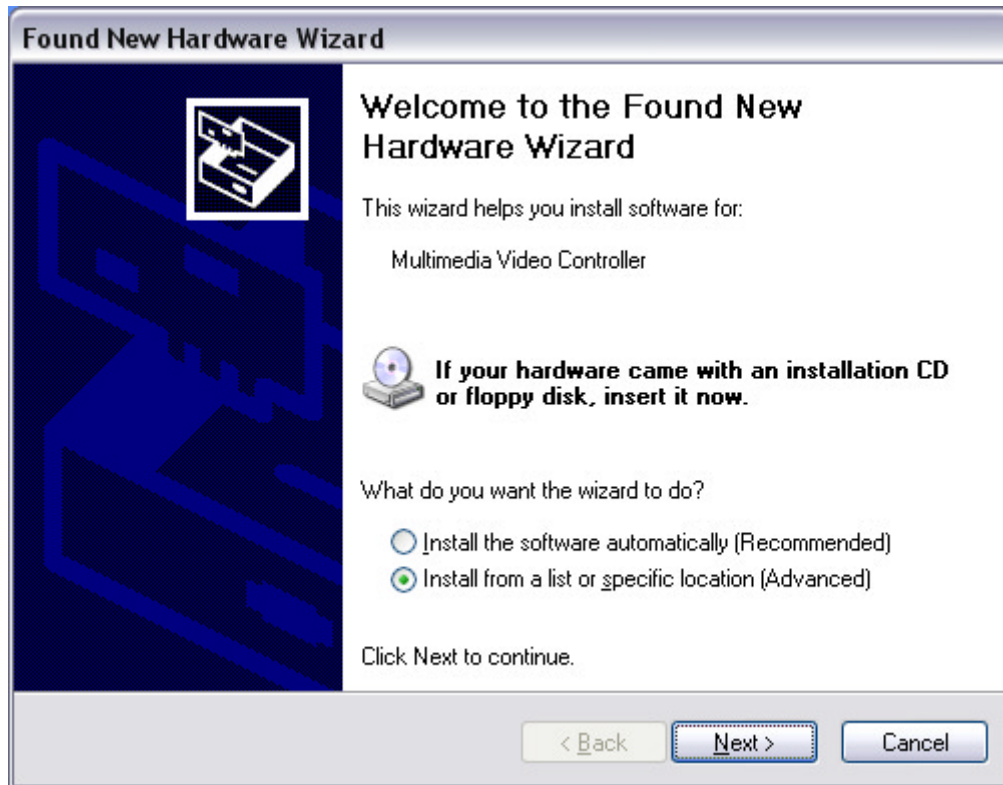 Found New Hardware Wizard
Welcome to the Found New
Hardware Wizard
This wizard helps you install software for:
Multimedia Video Controller
If your hardware came with an installation CD
or floppy disk, insert it now.
What do you want the wizard to do?
Install the software automatically (Recommended)
Install from a list or specific location (Advanced)
Click Next to continue.
< Back Next > Cancel